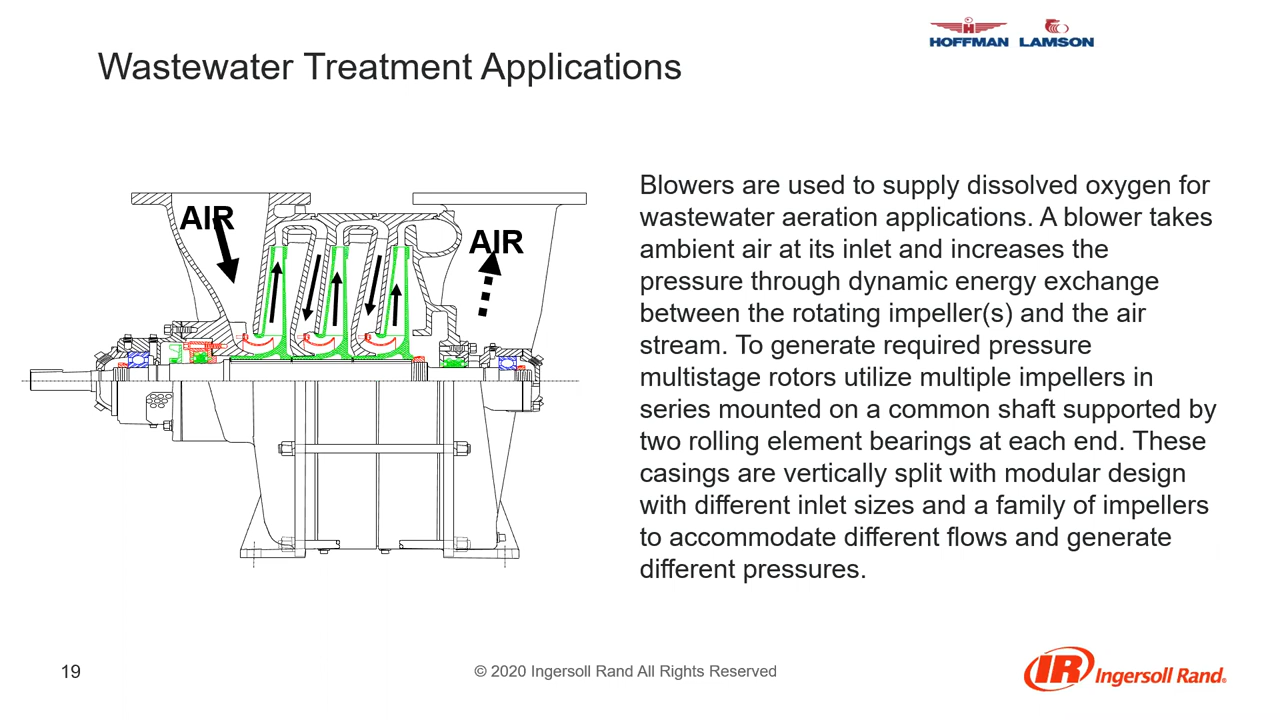 HOFFMAN LAMSON
Wastewater Treatment Applications
AIR
AIR
Blowers are used to supply dissolved oxygen for
wastewater aeration applications. A blower takes
ambient air at its inlet and increases the
pressure through dynamic energy exchange
between the rotating impeller(s) and the air
stream. To generate required pressure
multistage rotors utilize multiple impellers in
series mounted on a common shaft supported by
two rolling element bearings at each end. These
casings are vertically split with modular design
with different inlet sizes and a family of impellers
to accommodate different flows and generate
different pressures.
19
© 2020 Ingersoll Rand All Rights Reserved
IR Ingersoll Rand®